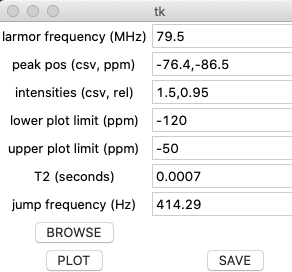 tk
larmor frequency (MHz) 79.5
peak pos (csv, ppm) -76.4,-86.5
intensities (csv, rel) 1.5,0.95
lower plot limit (ppm) -120
upper plot limit (ppm) -50
T2 (seconds) 0.0007
jump frequency (Hz) 414.29
BROWSE
PLOT SAVE